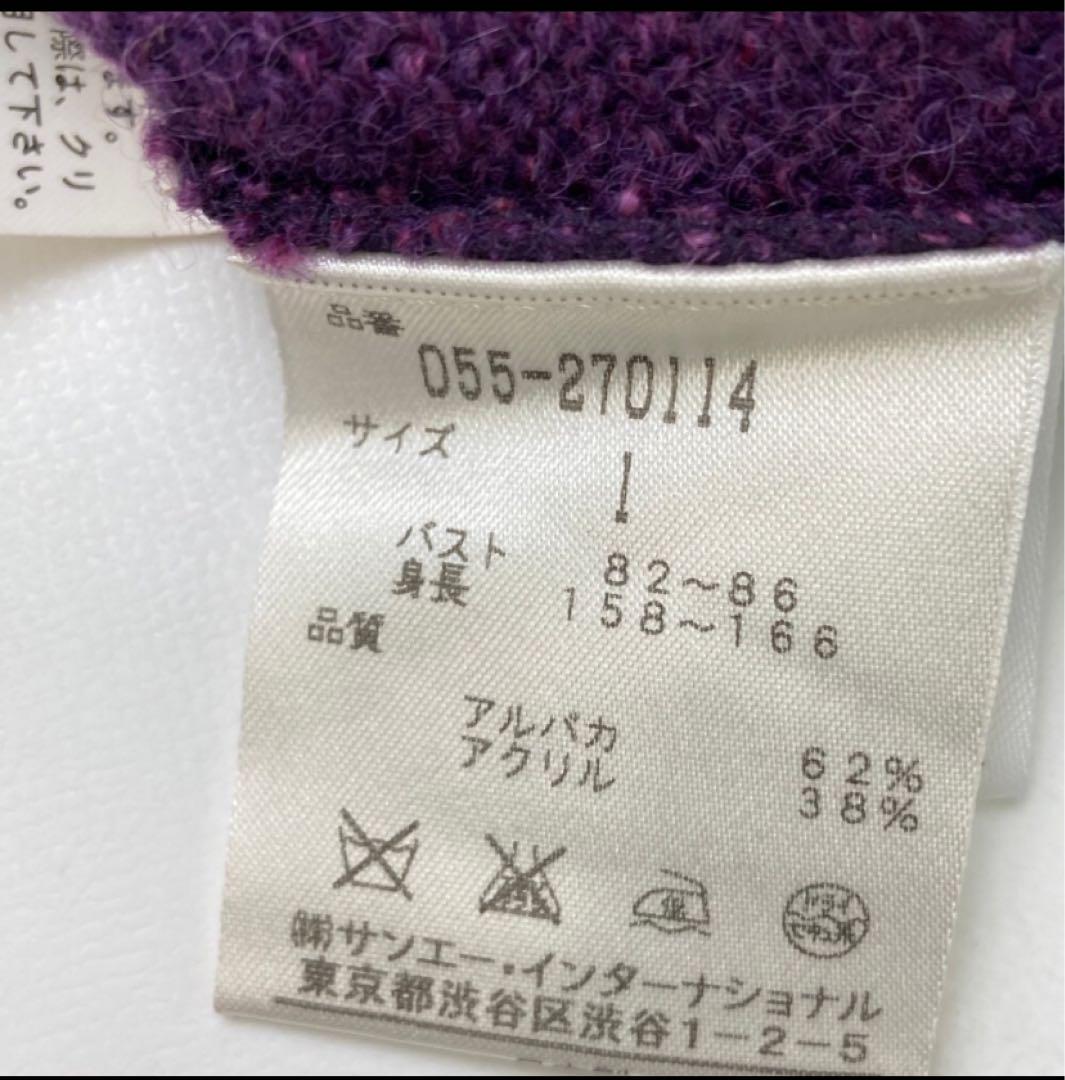 ます。
際は、クリ
して下さい。
品番
055-270114
サイズ
1
バスト 82～86
身長 158～166
品質
アルパカ 62%
アクリル 38%
ドライ
セキユ系
㈱サンエー・インターナショナル
東京都渋谷区渋谷1-2-5